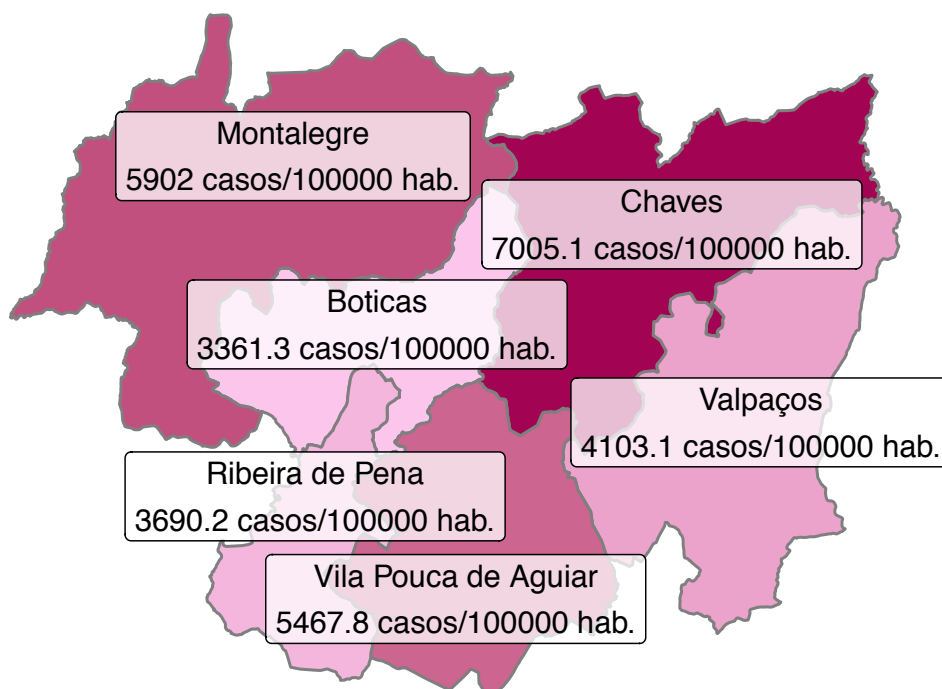 Montalegre
5902 casos/100000 hab.
Chaves
7005.1 casos/100000 hab.
Boticas
3361.3 casos/100000 hab.
Valpaços
4103.1 casos/100000 hab.
Ribeira de Pena
3690.2 casos/100000 hab.
Vila Pouca de Aguiar
5467.8 casos/100000 hab.